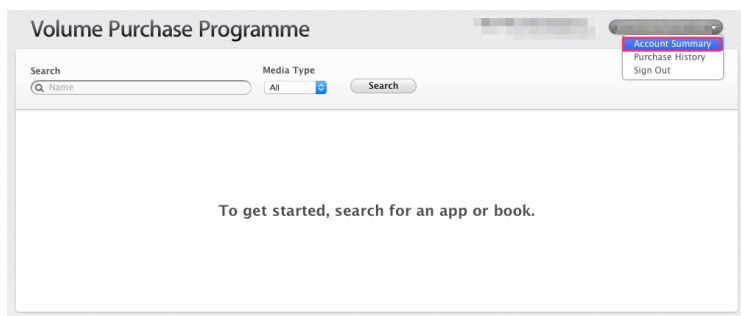 Volume Purchase Programme
Account Summary
Purchase History
Sign Out
Search
Media Type
Name
All
Search
To get started, search for an app or book.